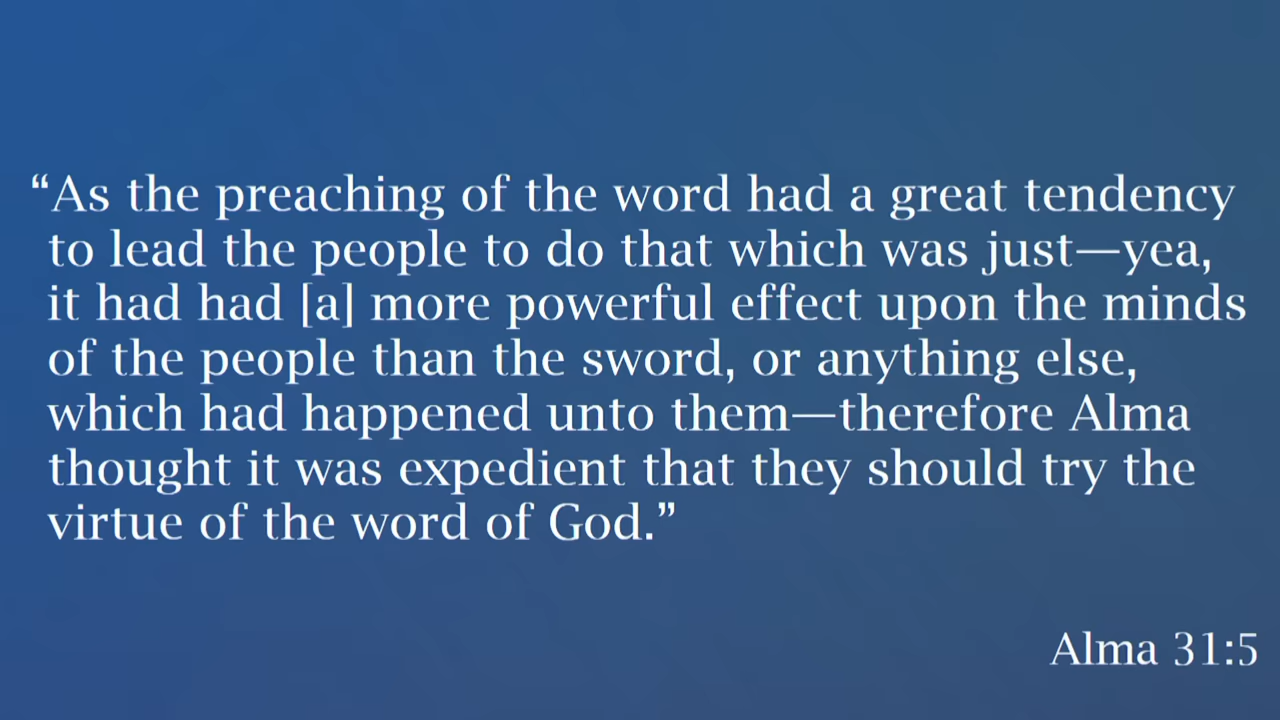 “As the preaching of the word had a great tendency
to lead the people to do that which was just—yea,
it had had [a] more powerful effect upon the minds
of the people than the sword, or anything else,
which had happened unto them—therefore Alma
thought it was expedient that they should try the
virtue of the word of God.”
Alma 31:5